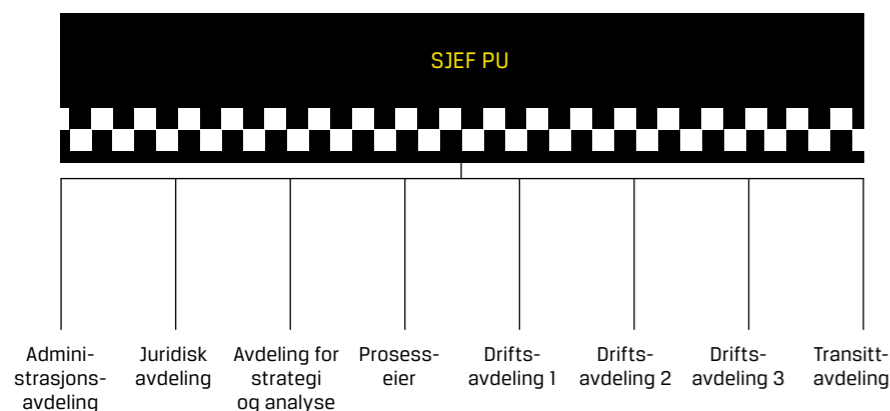 SJEF PU
Admini-
strasjons-
avdeling
Juridisk
avdeling
Avdeling for
strategi
og analyse
Prosess-
eier
Drifts-
avdeling 1
Drifts-
avdeling 2
Drifts-
avdeling 3
Transitt-
avdeling